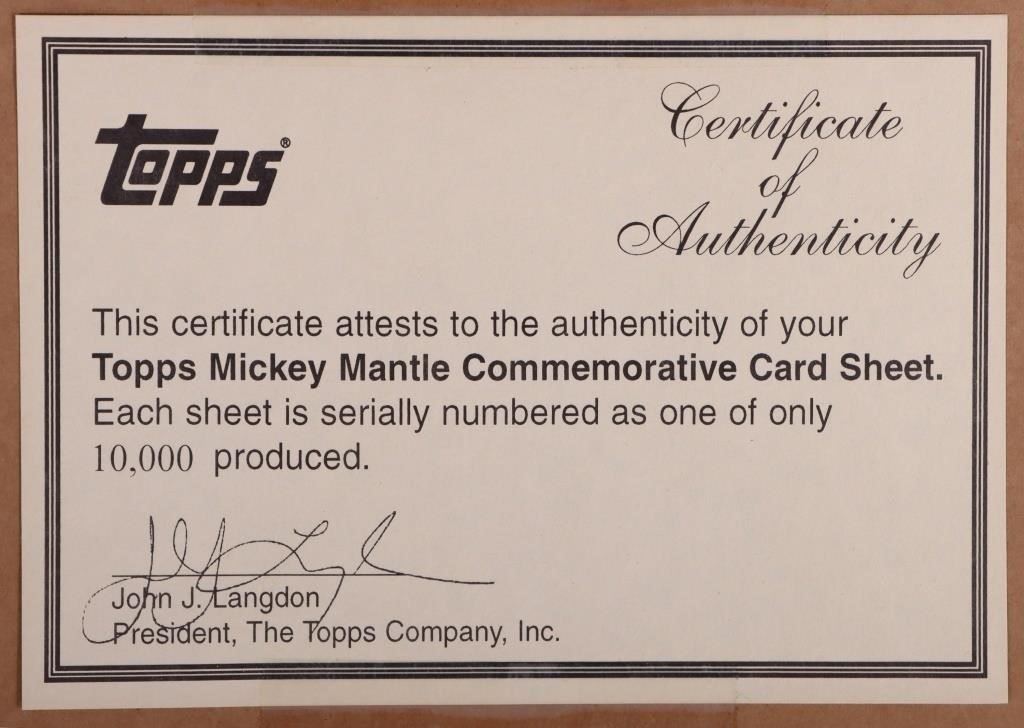 Topps®
Certificate
of
Authenticity
This certificate attests to the authenticity of your
Topps Mickey Mantle Commemorative Card Sheet.
Each sheet is serially numbered as one of only
10,000 produced.
John J. Langdon
President, The Topps Company, Inc.